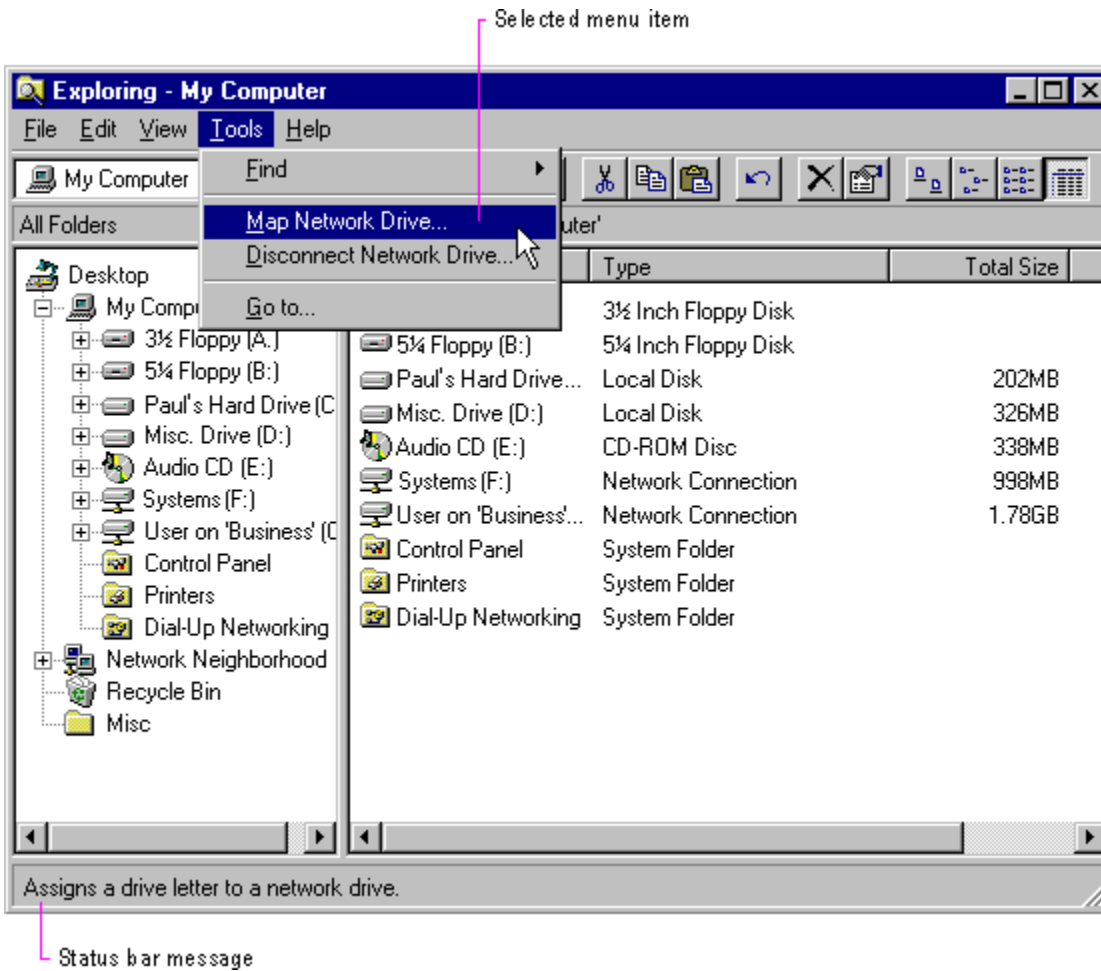 Selected menu item
Exploring - My Computer
File Edit View Tools Help
My Computer
Find
All Folders
Map Network Drive...
uter'
Disconnect Network Drive...
Type
Total Size
Go to...
Desktop
My Compu
3½ Floppy (A:)
5¼ Floppy (B:)
Paul's Hard Drive (C
Misc. Drive (D:)
Audio CD (E:)
Systems (F:)
User on 'Business'
Control Panel
Printers
Dial-Up Networking
Network Neighborhood
Recycle Bin
Misc
3½ Inch Floppy Disk
5¼ Floppy (B:) 5¼ Inch Floppy Disk
Paul's Hard Drive... Local Disk 202MB
Misc. Drive (D:) Local Disk 326MB
Audio CD (E:) CD-ROM Disc 338MB
Systems (F:) Network Connection 998MB
User on 'Business'... Network Connection 1.78GB
Control Panel System Folder
Printers System Folder
Dial-Up Networking System Folder
Assigns a drive letter to a network drive.
Status bar message